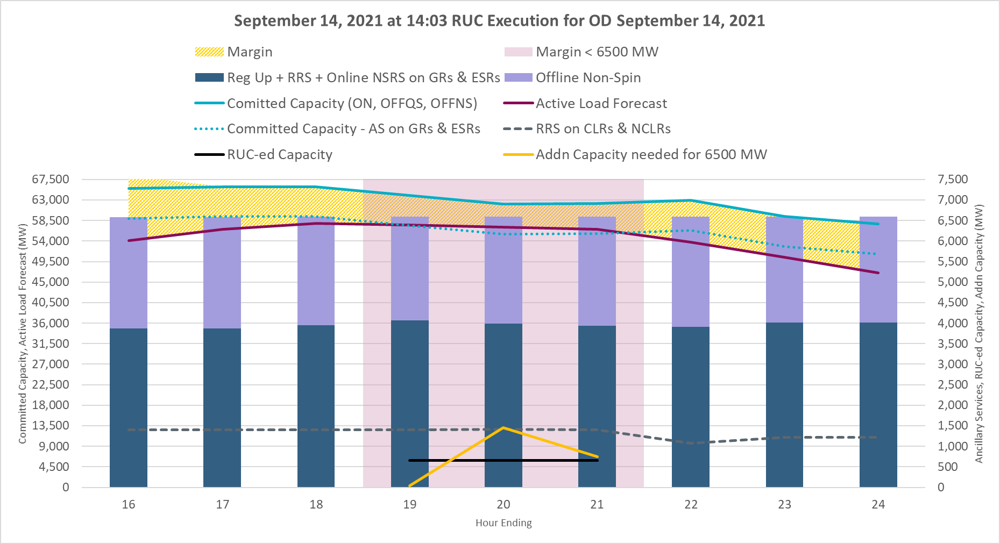 September 14, 2021 at 14:03 RUC Execution for OD September 14, 2021
Margin
Margin < 6500 MW
Reg Up + RRS + Online NSRS on GRs & ESRs
Offline Non-Spin
Comitted Capacity (ON, OFFQS, OFFNS)
Active Load Forecast
Committed Capacity - AS on GRs & ESRs
RRS on CLRs & NCLRs
RUC-ed Capacity
Addn Capacity needed for 6500 MW
Committed Capacity, Active Load Forecast (MW)
67,500
63,000
58,500
54,000
49,500
45,000
40,500
36,000
31,500
27,000
22,500
18,000
13,500
9,000
4,500
0
7,500
7,000
6,500
6,000
5,500
5,000
4,500
4,000
3,500
3,000
2,500
2,000
1,500
1,000
500
0
Ancillary Services, RUC-ed Capacity, Addn Capacity (MW)
16 17 18 19 20 21 22 23 24
Hour Ending